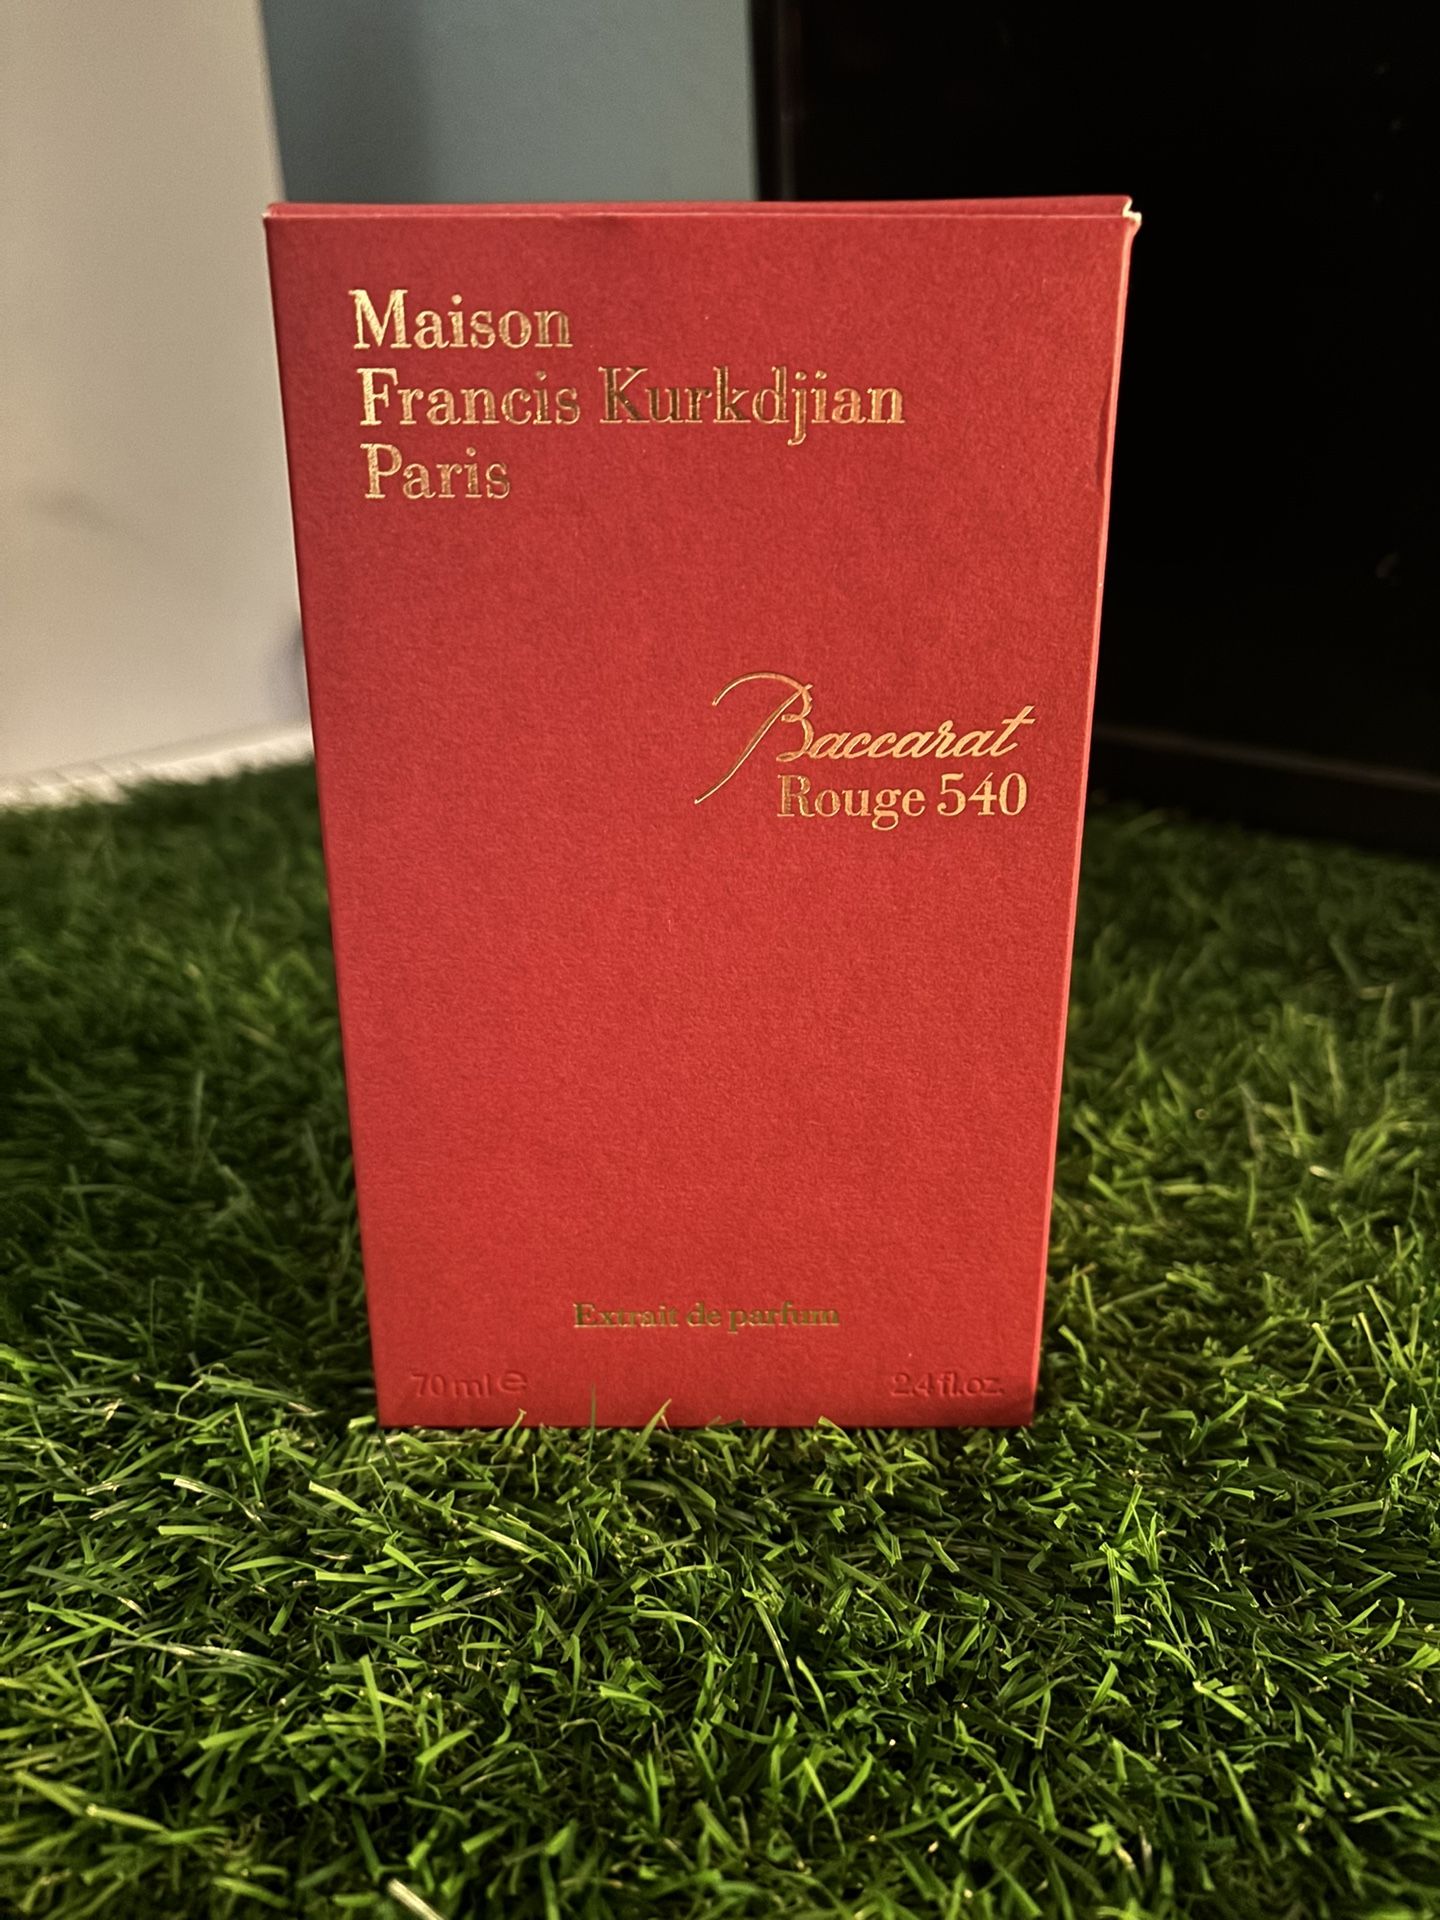 Maison
Francis Kurkdjian
Paris
Baccarat
Rouge 540
Extrait de parfum
70 ml ℮ 2.4 fl.oz.